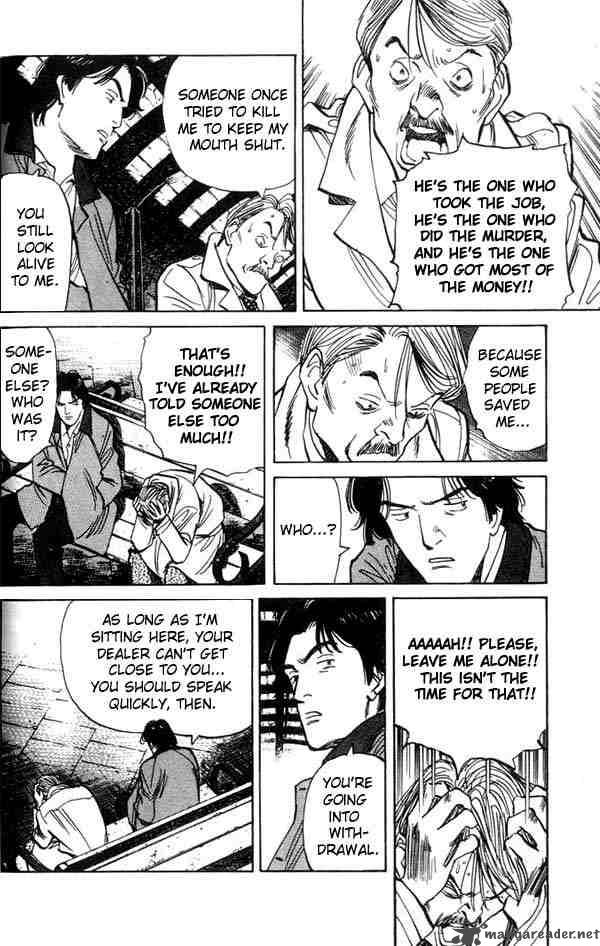 HE'S THE ONE WHO
TOOK THE JOB,
HE'S THE ONE WHO
DID THE MURDER,
AND HE'S THE ONE
WHO GOT MOST OF
THE MONEY!!
SOMEONE ONCE
TRIED TO KILL
ME TO KEEP MY
MOUTH SHUT.
YOU
STILL
LOOK
ALIVE
TO ME.
BECAUSE
SOME
PEOPLE
SAVED
ME...
WHO...?
THAT'S
ENOUGH!!
I'VE ALREADY
TOLD SOMEONE
ELSE TOO
MUCH!!
SOME-
ONE
ELSE?
WHO
WAS
IT?
AAAAAH!! PLEASE,
LEAVE ME ALONE!!
THIS ISN'T THE
TIME FOR THAT!!
YOU'RE
GOING
INTO
WITH-
DRAWAL.
AS LONG AS I'M
SITTING HERE, YOUR
DEALER CAN'T GET
CLOSE TO YOU...
YOU SHOULD SPEAK
QUICKLY, THEN.
mangareader.net